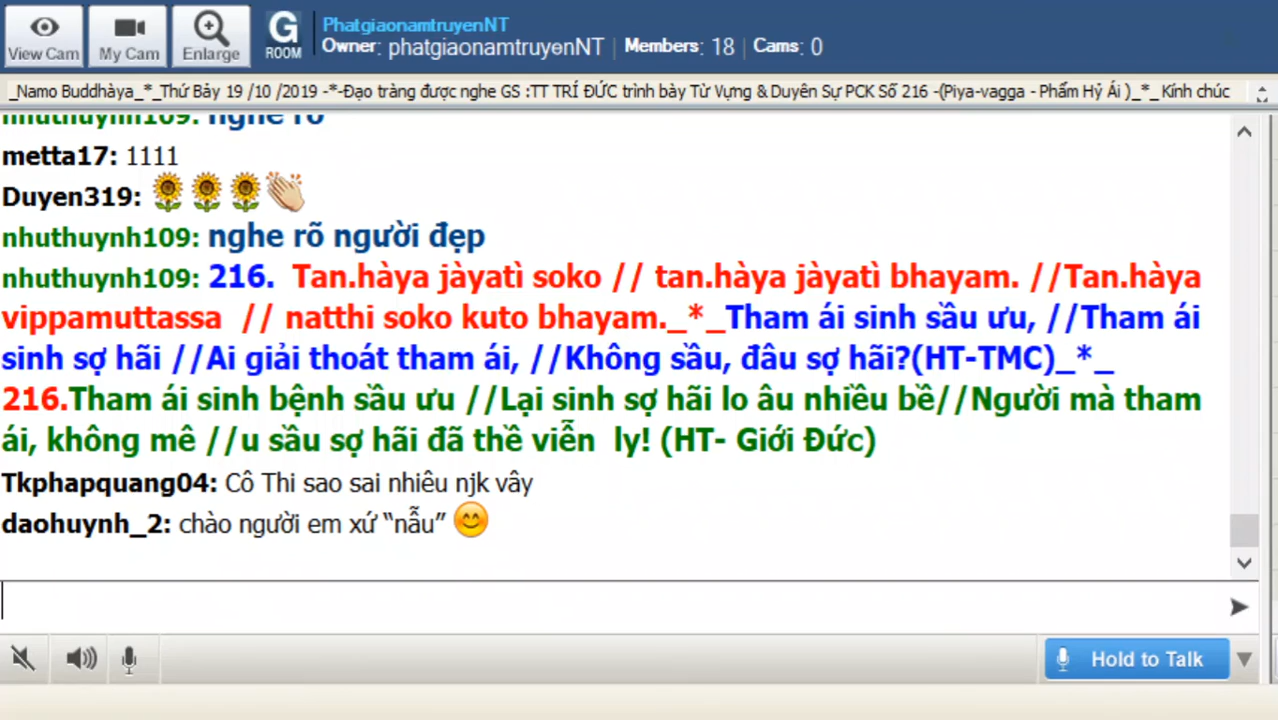 View Cam
My Cam
Enlarge
G
ROOM
PhatgiaonamtruyenNT
Owner: phatgiaonamtruyenNT | Members: 18 | Cams: 0
_Namo Buddhàya_*_Thứ Bảy 19 /10 /2019 -*-Đạo tràng được nghe GS :TT TRÍ ĐỨC trình bày Từ Vựng & Duyên Sự PCK Số 216 -(Piya-vagga - Phẩm Hỷ Ái )_*_ Kính chúc
nhuthuynh109: nghe rõ
metta17: 1111
Duyen319: 🌻🌻🌻👏
nhuthuynh109: nghe rõ người đẹp
nhuthuynh109: 216. Tan.hàya jàyatì soko // tan.hàya jàyatì bhayam. //Tan.hàya
vippamuttassa // natthi soko kuto bhayam._*_Tham ái sinh sầu ưu, //Tham ái
sinh sợ hãi //Ai giải thoát tham ái, //Không sầu, đâu sợ hãi?(HT-TMC)_*_
216.Tham ái sinh bệnh sầu ưu //Lại sinh sợ hãi lo âu nhiều bề//Người mà tham
ái, không mê //u sầu sợ hãi đã thề viễn ly! (HT- Giới Đức)
Tkphapquang04: Cô Thi sao sai nhiêu njk vây
daohuynh_2: chào người em xứ “nẫu” 😊
Hold to Talk